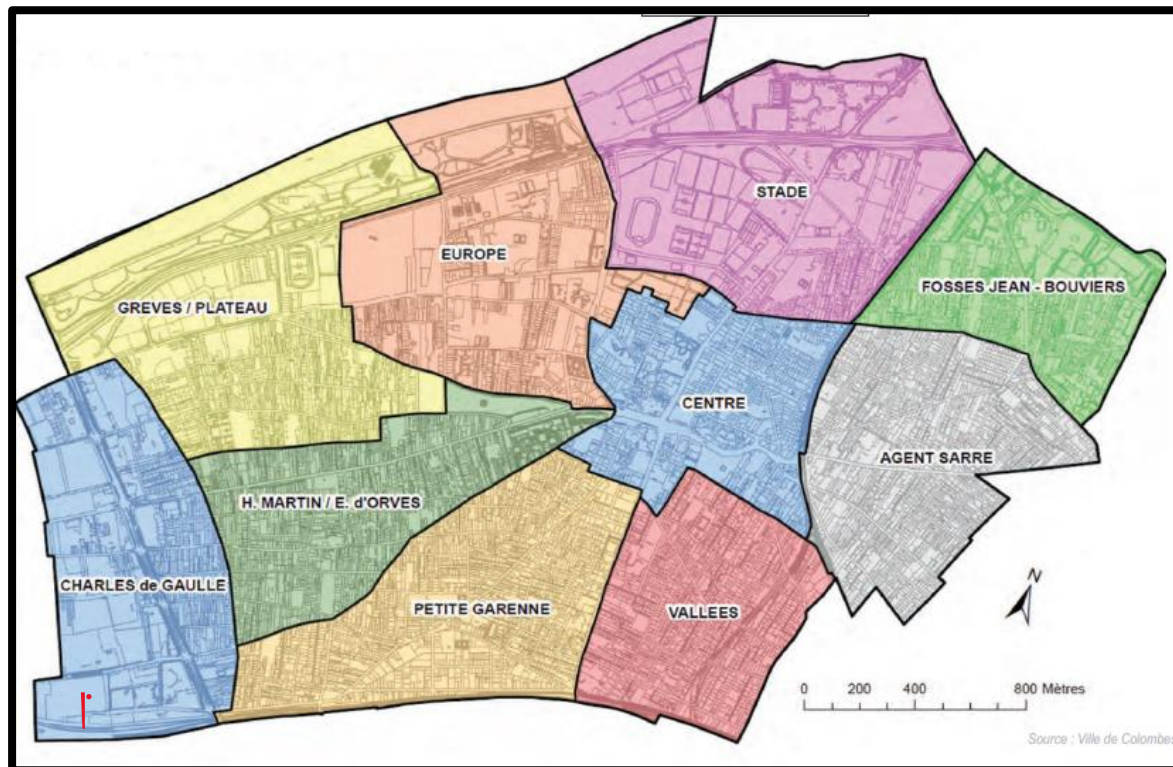 STADE
EUROPE
FOSSES JEAN - BOUVIERS
GREVES / PLATEAU
CENTRE
AGENT SARRE
H. MARTIN / E. d'ORVES
CHARLES de GAULLE
PETITE GARENNE
VALLEES
N
0 200 400 800 Mètres
Source : Ville de Colombes